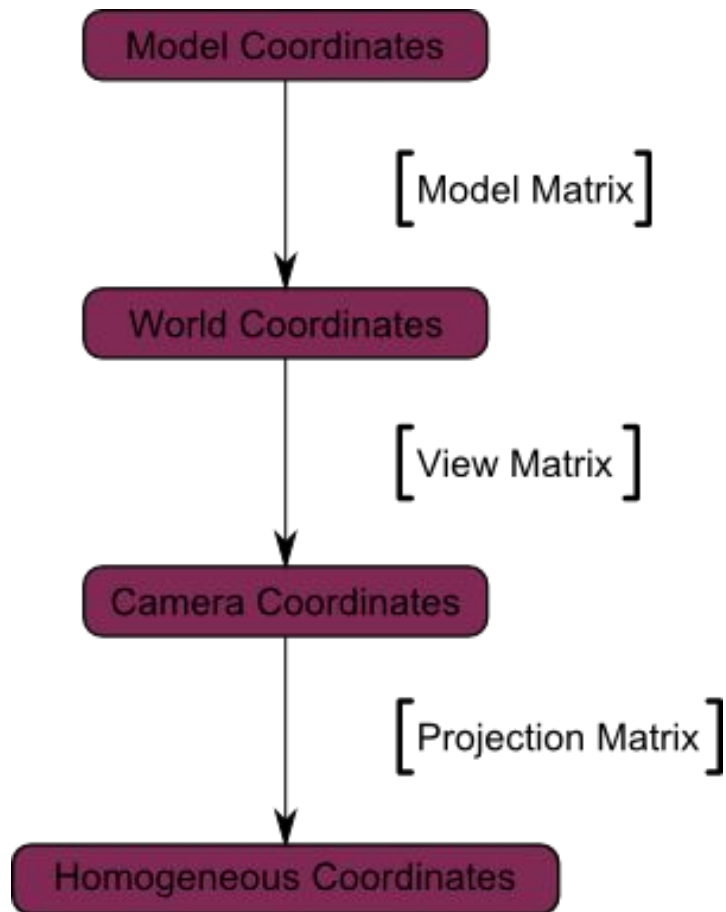 Model Coordinates
[Model Matrix]
World Coordinates
[View Matrix]
Camera Coordinates
[Projection Matrix]
Homogeneous Coordinates